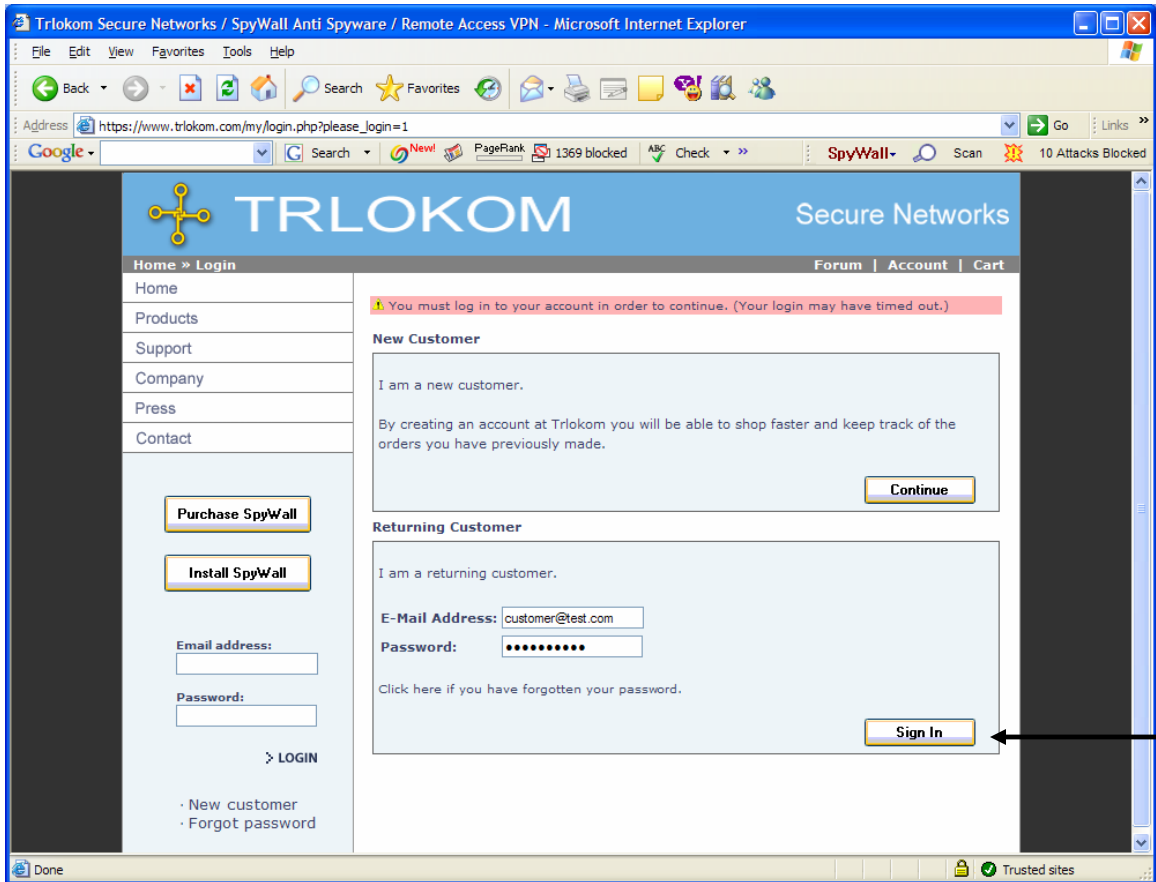 Trlokom Secure Networks / SpyWall Anti Spyware / Remote Access VPN - Microsoft Internet Explorer
File Edit View Favorites Tools Help
Back Search Favorites
Address https://www.trlokom.com/my/login.php?please_login=1 Go Links »
Google G Search New! PageRank 1369 blocked ABC Check » SpyWall Scan 10 Attacks Blocked
TRLOKOM Secure Networks
Home » Login Forum | Account | Cart
Home
Products
Support
Company
Press
Contact
Purchase SpyWall
Install SpyWall
Email address:
Password:
> LOGIN
· New customer
· Forgot password
You must log in to your account in order to continue. (Your login may have timed out.)
New Customer
I am a new customer.
By creating an account at Trlokom you will be able to shop faster and keep track of the
orders you have previously made.
Continue
Returning Customer
I am a returning customer.
E-Mail Address: customer@test.com
Password: ••••••••••
Click here if you have forgotten your password.
Sign In
Done Trusted sites